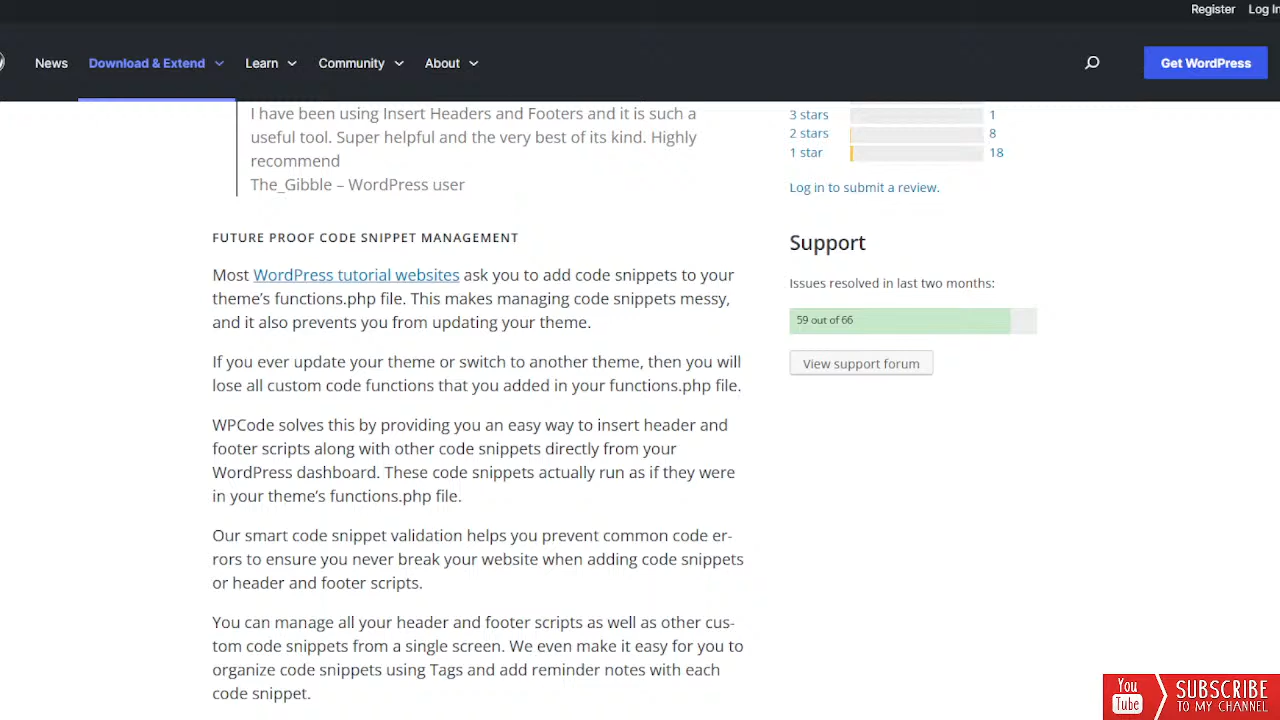 Register Log In
News Download & Extend Learn Community About Get WordPress
I have been using Insert Headers and Footers and it is such a
useful tool. Super helpful and the very best of its kind. Highly
recommend
The_Gibble – WordPress user
FUTURE PROOF CODE SNIPPET MANAGEMENT
Most WordPress tutorial websites ask you to add code snippets to your
theme’s functions.php file. This makes managing code snippets messy,
and it also prevents you from updating your theme.
If you ever update your theme or switch to another theme, then you will
lose all custom code functions that you added in your functions.php file.
WPCode solves this by providing you an easy way to insert header and
footer scripts along with other code snippets directly from your
WordPress dashboard. These code snippets actually run as if they were
in your theme’s functions.php file.
Our smart code snippet validation helps you prevent common code er-
rors to ensure you never break your website when adding code snippets
or header and footer scripts.
You can manage all your header and footer scripts as well as other cus-
tom code snippets from a single screen. We even make it easy for you to
organize code snippets using Tags and add reminder notes with each
code snippet.
3 stars 1
2 stars 8
1 star 18
Log in to submit a review.
Support
Issues resolved in last two months:
59 out of 66
View support forum
You
Tube
SUBSCRIBE
TO MY CHANNEL